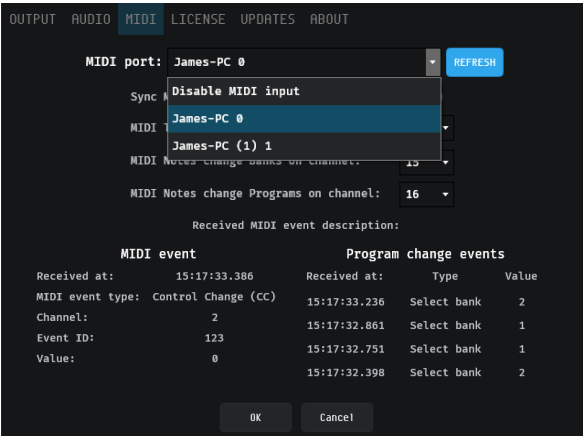 OUTPUT AUDIO MIDI LICENSE UPDATES ABOUT
MIDI port: James-PC 0 REFRESH
Disable MIDI input
Sync
James-PC 0
MIDI
James-PC (1) 1
MIDI Notes change Banks on Channel: 15
MIDI Notes change Programs on channel: 16
Received MIDI event description:
MIDI event Program change events
Received at: 15:17:33.386 Received at: Type Value
MIDI event type: Control Change (CC) 15:17:33.236 Select bank 2
Channel: 2 15:17:32.861 Select bank 1
Event ID: 123 15:17:32.751 Select bank 1
Value: 0 15:17:32.398 Select bank 2
OK Cancel